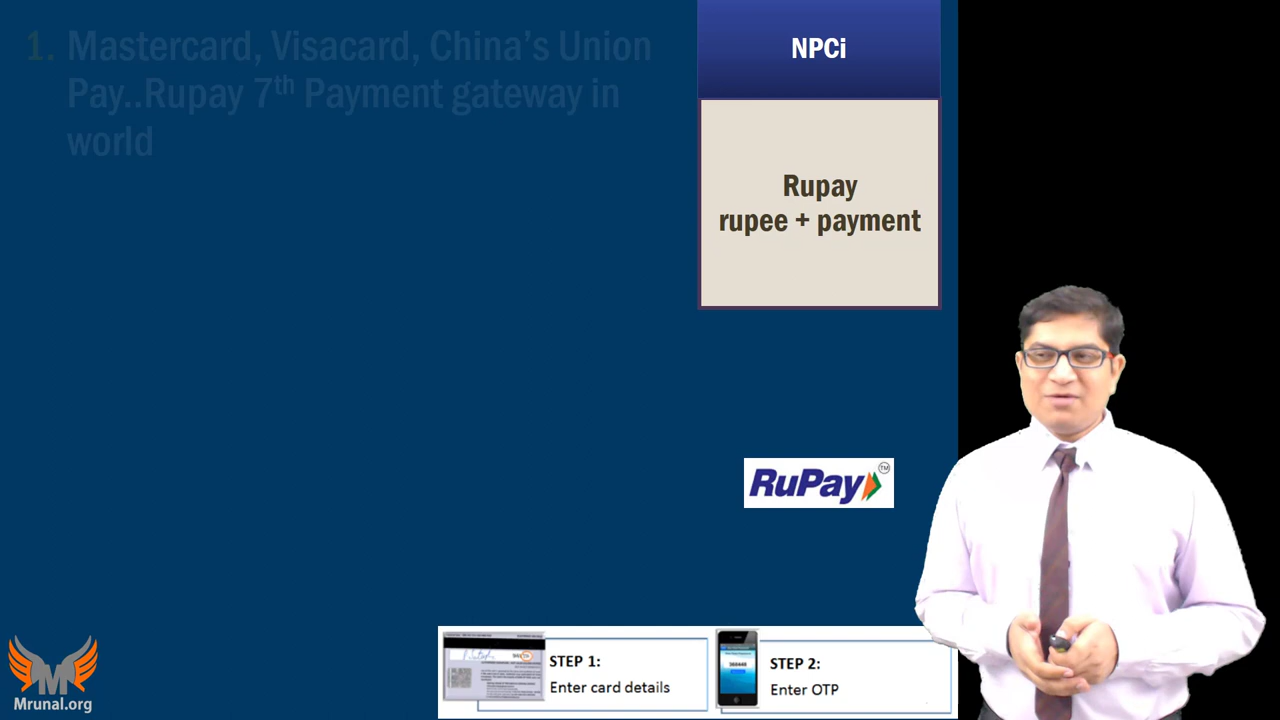 1. Mastercard, Visacard, China's Union
Pay..Rupay 7th Payment gateway in
world
NPCi
Rupay
rupee + payment
RuPay
TM
STEP 1:
Enter card details
STEP 2:
Enter OTP
Mrunal.org